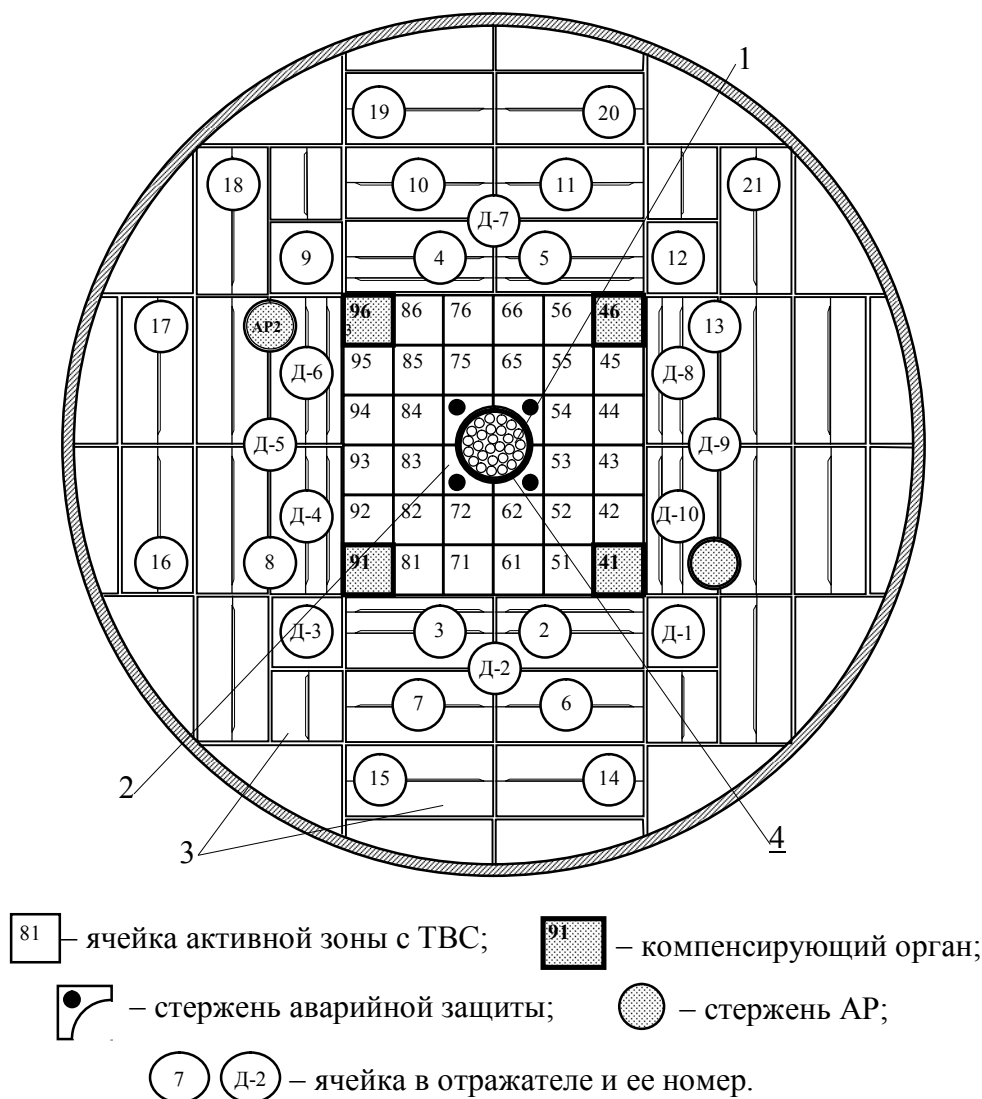 1
19 20
18 10 11 21
Д-7
9 4 5 12
96 86 76 66 56 46
3
17 АР2 13
Д-6 95 85 75 65 55 45 Д-8
94 84 54 44
Д-5 Д-9
93 83 53 43
Д-4 92 82 72 62 52 42 Д-10
16 8 91 81 71 61 51 41
Д-3 3 2 Д-1
Д-2
7 6
2 15 14
3 4
81 – ячейка активной зоны с ТВС; 91 – компенсирующий орган;
– стержень аварийной защиты; – стержень АР;
7 Д-2 – ячейка в отражателе и ее номер.